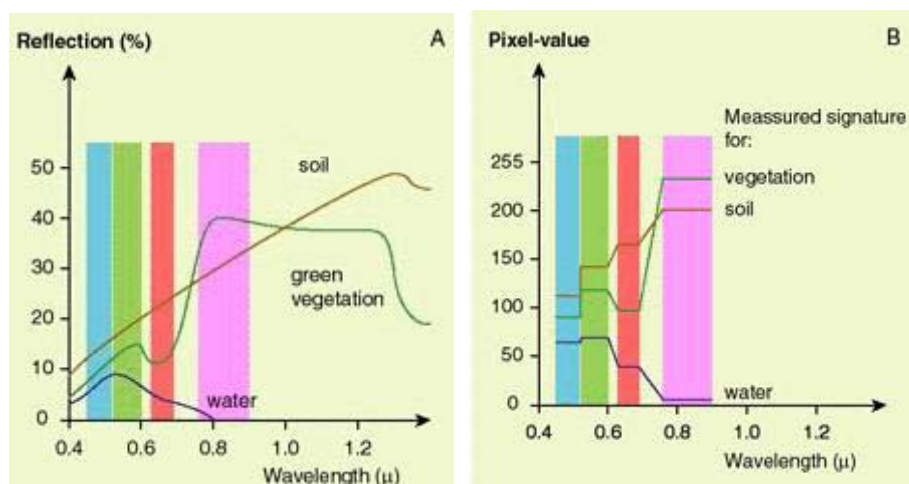 Reflection (%)
A
50
40
30
20
10
0
soil
green
vegetation
water
0.4
0.6
0.8
1.0
1.2
Wavelength (μ)
Pixel-value
B
Meassured signature
for:
255
200
150
100
50
0
vegetation
soil
water
0.4
0.6
0.8
1.0
1.2
Wavelength (μ)